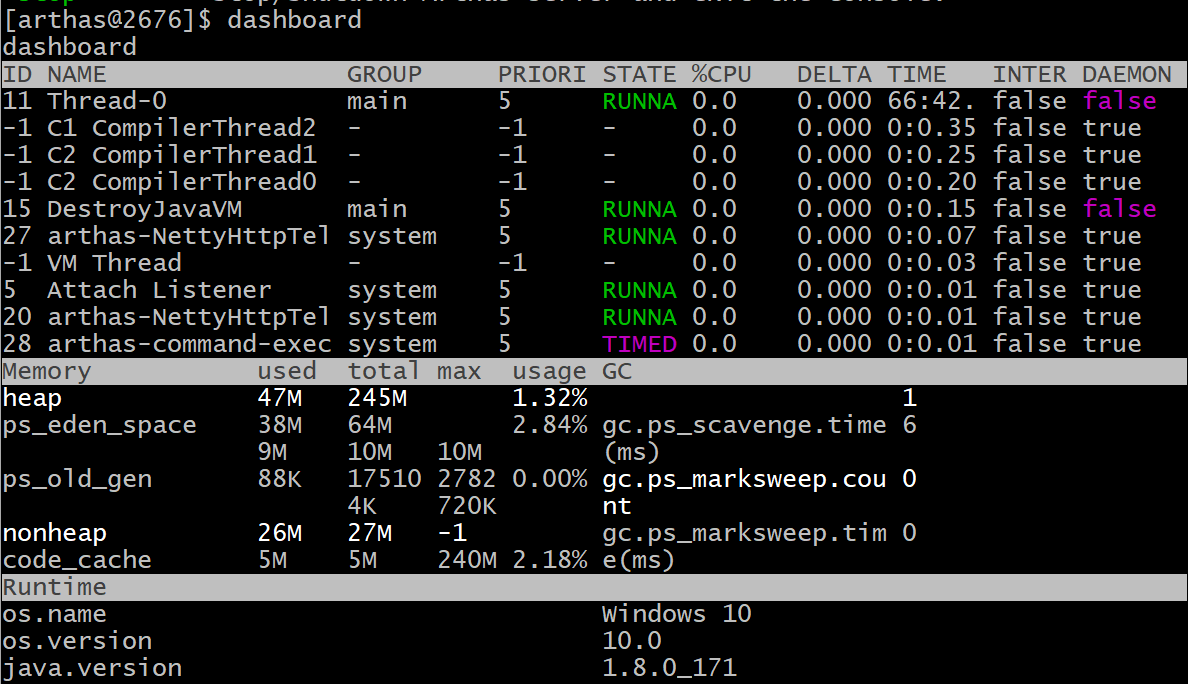 [arthas@2676]$ dashboard
dashboard
ID NAME GROUP PRIORI STATE %CPU DELTA TIME INTER DAEMON
11 Thread-0 main 5 RUNNA 0.0 0.000 66:42. false false
-1 C1 CompilerThread2 - -1 - 0.0 0.000 0:0.35 false true
-1 C2 CompilerThread1 - -1 - 0.0 0.000 0:0.25 false true
-1 C2 CompilerThread0 - -1 - 0.0 0.000 0:0.20 false true
15 DestroyJavaVM main 5 RUNNA 0.0 0.000 0:0.15 false false
27 arthas-NettyHttpTel system 5 RUNNA 0.0 0.000 0:0.07 false true
-1 VM Thread - -1 - 0.0 0.000 0:0.03 false true
5 Attach Listener system 5 RUNNA 0.0 0.000 0:0.01 false true
20 arthas-NettyHttpTel system 5 RUNNA 0.0 0.000 0:0.01 false true
28 arthas-command-exec system 5 TIMED 0.0 0.000 0:0.01 false true
Memory used total max usage GC
heap 47M 245M 1.32% 1
ps_eden_space 38M 64M 2.84% gc.ps_scavenge.time 6
9M 10M 10M (ms)
ps_old_gen 88K 17510 2782 0.00% gc.ps_marksweep.cou 0
4K 720K nt
nonheap 26M 27M -1 gc.ps_marksweep.tim 0
code_cache 5M 5M 240M 2.18% e(ms)
Runtime
os.name Windows 10
os.version 10.0
java.version 1.8.0_171